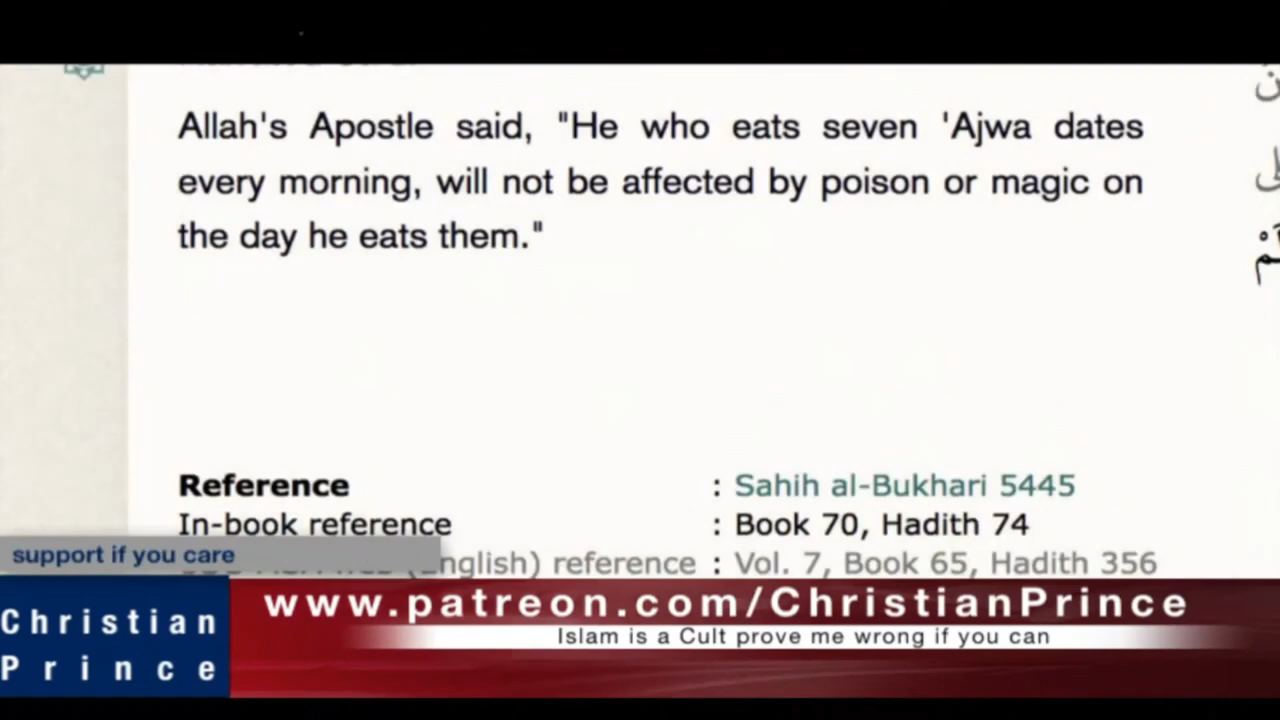 Allah's Apostle said, "He who eats seven 'Ajwa dates
every morning, will not be affected by poison or magic on
the day he eats them."
Reference : Sahih al-Bukhari 5445
In-book reference : Book 70, Hadith 74
(English) reference : Vol. 7, Book 65, Hadith 356
support if you care
Christian
Prince
www.patreon.com/ChristianPrince
Islam is a Cult prove me wrong if you can